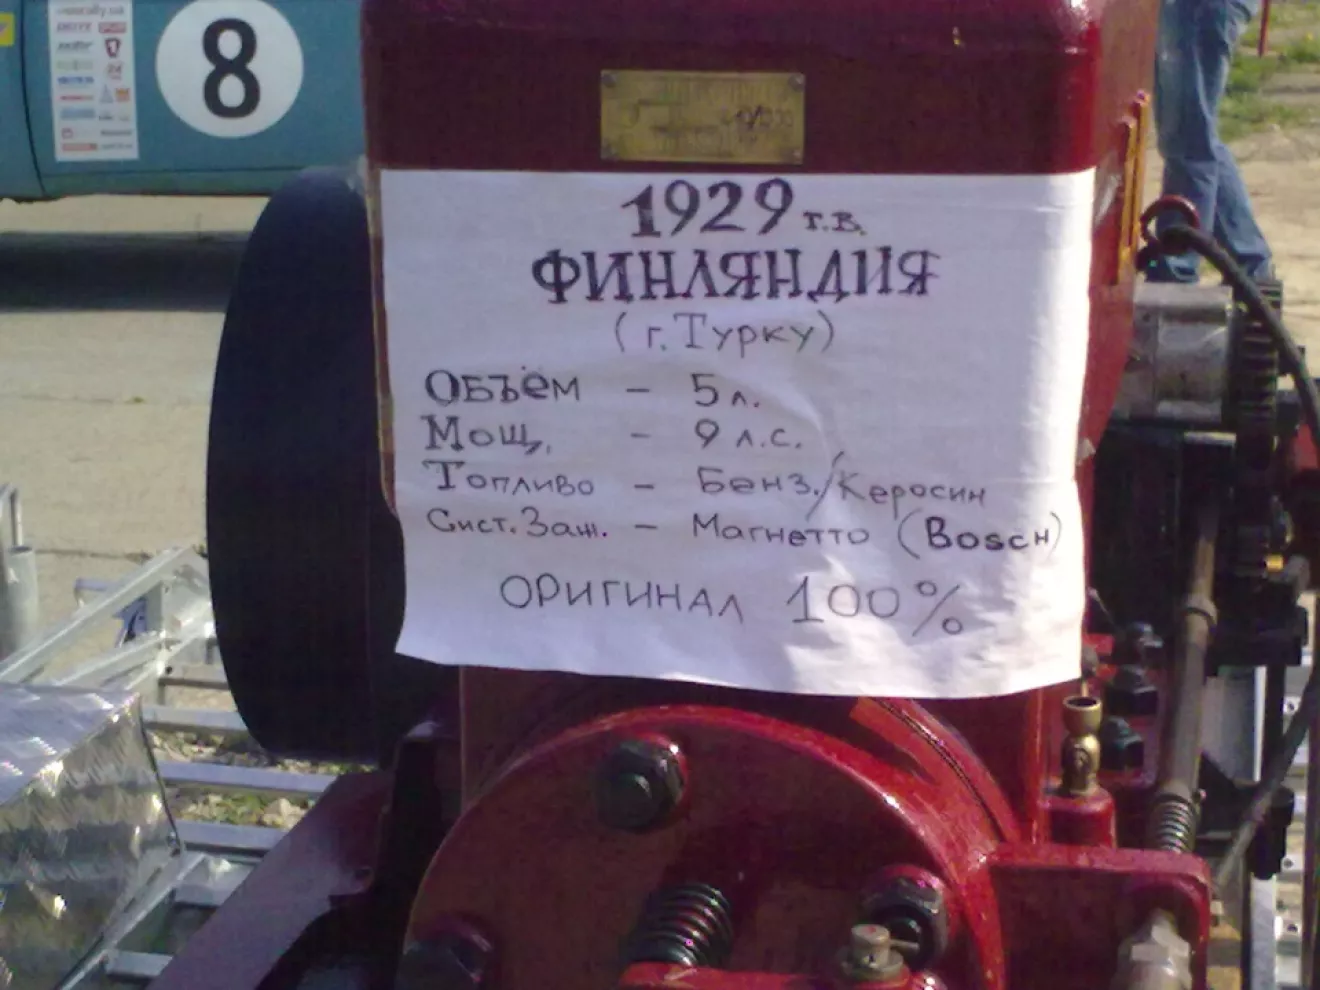 8
1929 г.в.
ФИНЛЯНДИЯ
(г. Турку)
Объём - 5 л.
Мощ. - 9 л.с.
Топливо - Бенз./Керосин
Сист. Заж. - Магнетто (Bosch)
ОРИГИНАЛ 100%